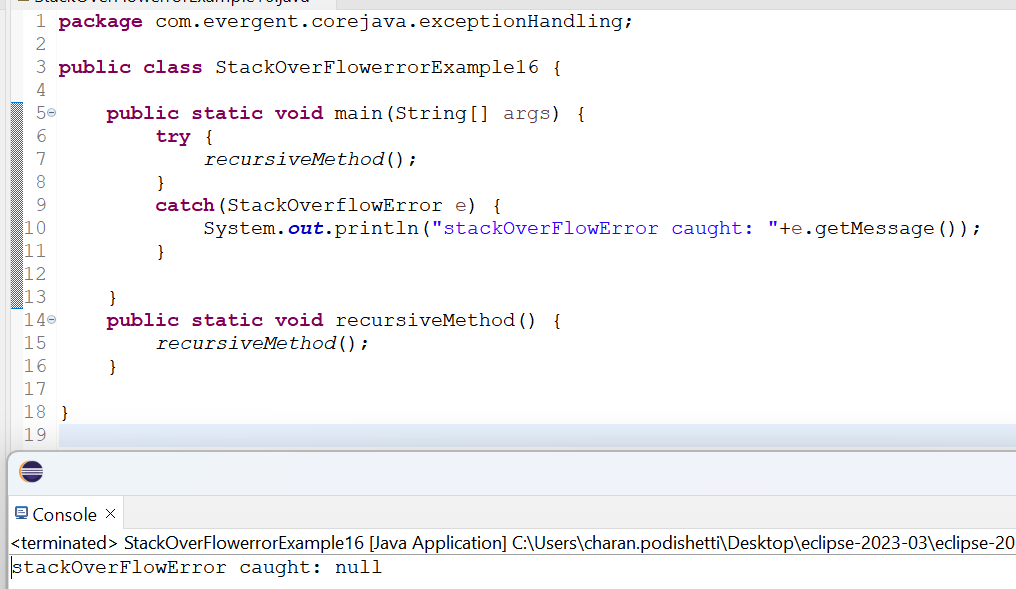 1 package com.evergent.corejava.exceptionHandling;
2
3 public class StackOverFlowerrorExample16 {
4
5 public static void main(String[] args) {
6 try {
7 recursiveMethod();
8 }
9 catch(StackOverflowError e) {
10 System.out.println("stackOverFlowError caught: "+e.getMessage());
11 }
12
13 }
14 public static void recursiveMethod() {
15 recursiveMethod();
16 }
17
18 }
19
Console
<terminated> StackOverFlowerrorExample16 [Java Application] C:\Users\charan.podishetti\Desktop\eclipse-2023-03\eclipse-20
stackOverFlowError caught: null